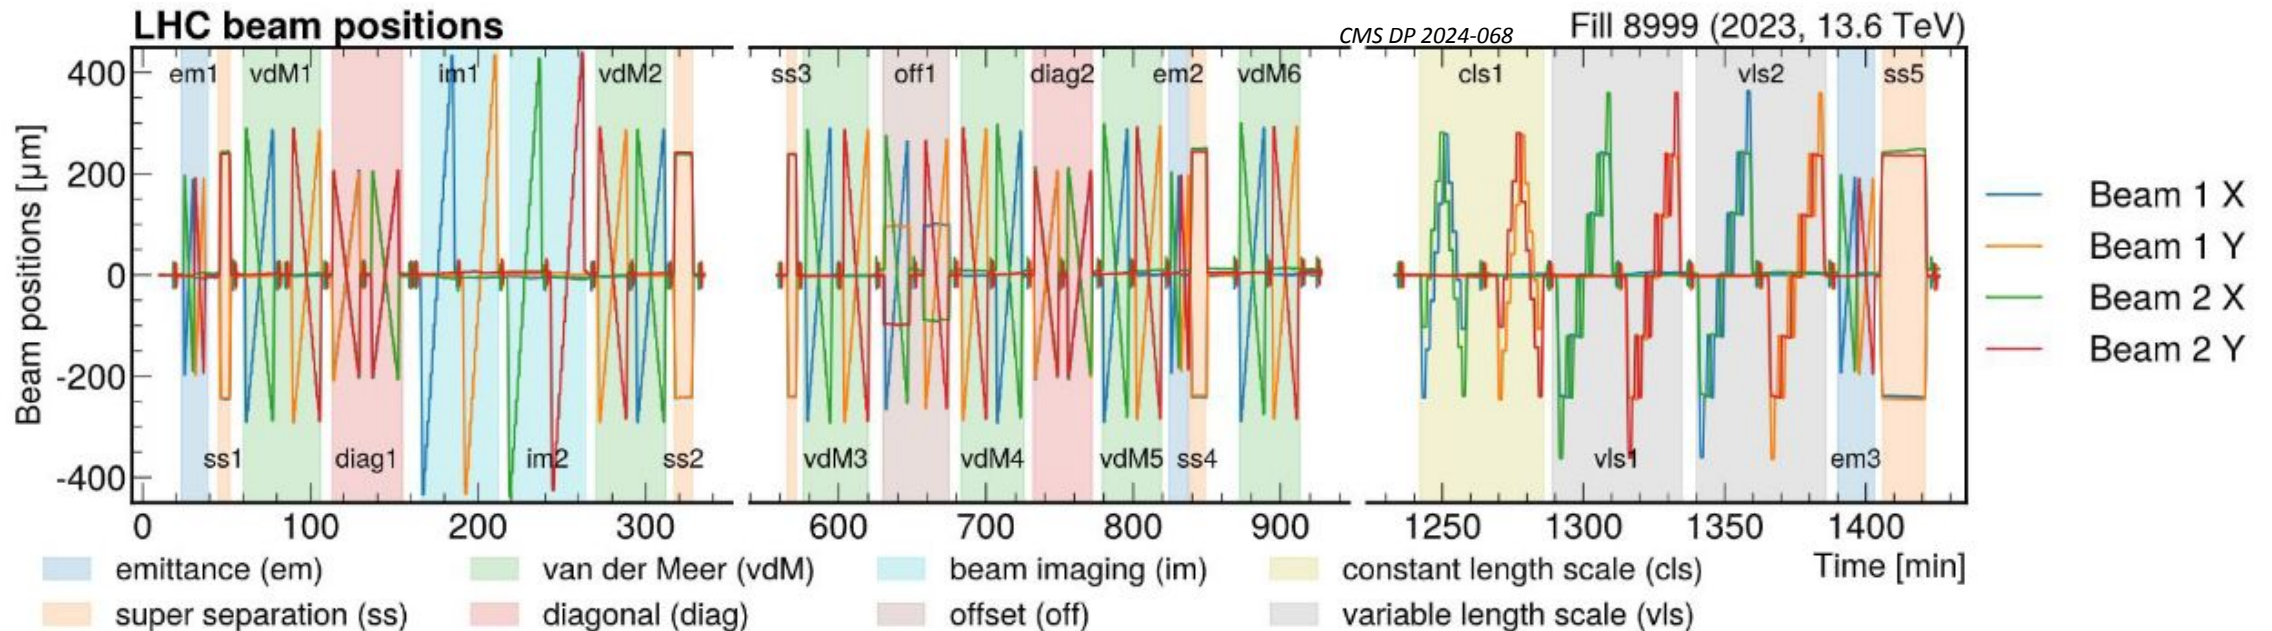 LHC beam positions
CMS DP 2024-068
Fill 8999 (2023, 13.6 TeV)
Beam positions [µm]
400
200
0
-200
-400
em1
vdM1
im1
vdM2
ss3
off1
diag2
em2
vdM6
cls1
vls2
ss5
ss1
diag1
im2
ss2
vdM3
vdM4
vdM5
ss4
vls1
em3
0
100
200
300
600
700
800
900
1250
1300
1350
1400
Time [min]
Beam 1 X
Beam 1 Y
Beam 2 X
Beam 2 Y
emittance (em)
van der Meer (vdM)
beam imaging (im)
constant length scale (cls)
super separation (ss)
diagonal (diag)
offset (off)
variable length scale (vls)